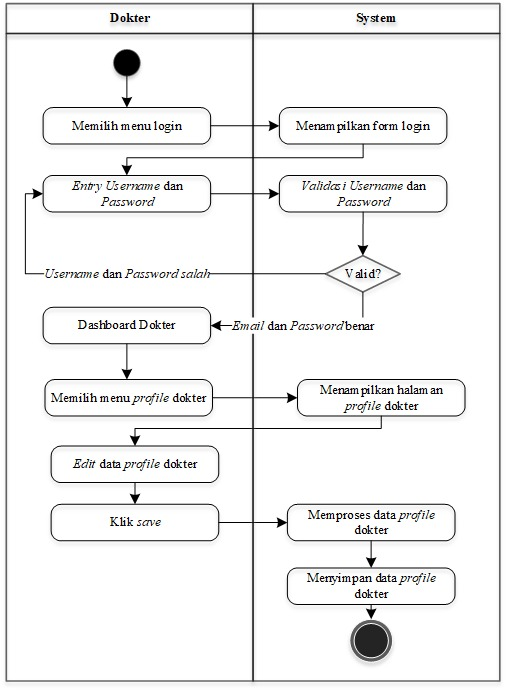 Dokter
System
Memilih menu login
Menampilkan form login
Entry Username dan
Password
Validasi Username dan
Password
Valid?
Username dan Password salah
Email dan Password benar
Dashboard Dokter
Memilih menu profile dokter
Menampilkan halaman
profile dokter
Edit data profile dokter
Klik save
Memproses data profile
dokter
Menyimpan data profile
dokter